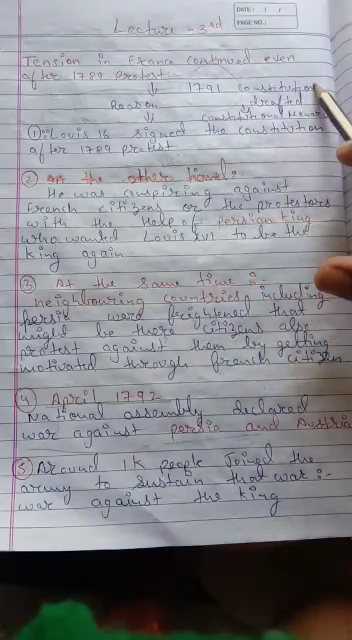 DATE: / /
PAGE NO.:
Lecture - 3rd
Tension in France continued even
after 1789 Protest
1791 constitution
drafted
Reason
constitutional Monar
① Louis 16 signed the constitution
after 1789 protest
② On the other hand:
He was conspiring against
french citizens or the protestors
with the Help of persian king
who wanted Louis XVI to be the
king again
③ At the same time :-
neighbouring countries including
were frightened that
might be there citizens also
protest against them by getting
motivated through french citizen
④ April 1792
National assembly declared
war against persia and Austria
⑤ Around 1k people Joined the
army to sustain that war :-
war against the king